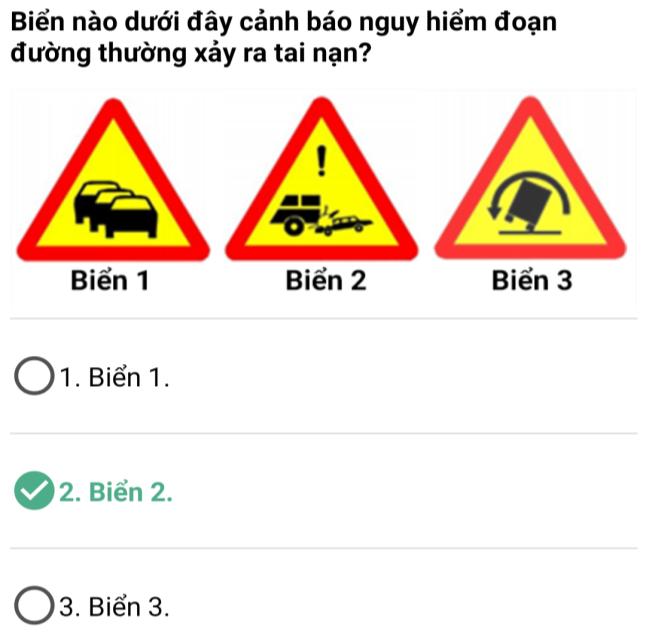 Biển nào dưới đây cảnh báo nguy hiểm đoạn
đường thường xảy ra tai nạn?
!
Biển 1
Biển 2
Biển 3
1. Biển 1.
2. Biển 2.
3. Biển 3.